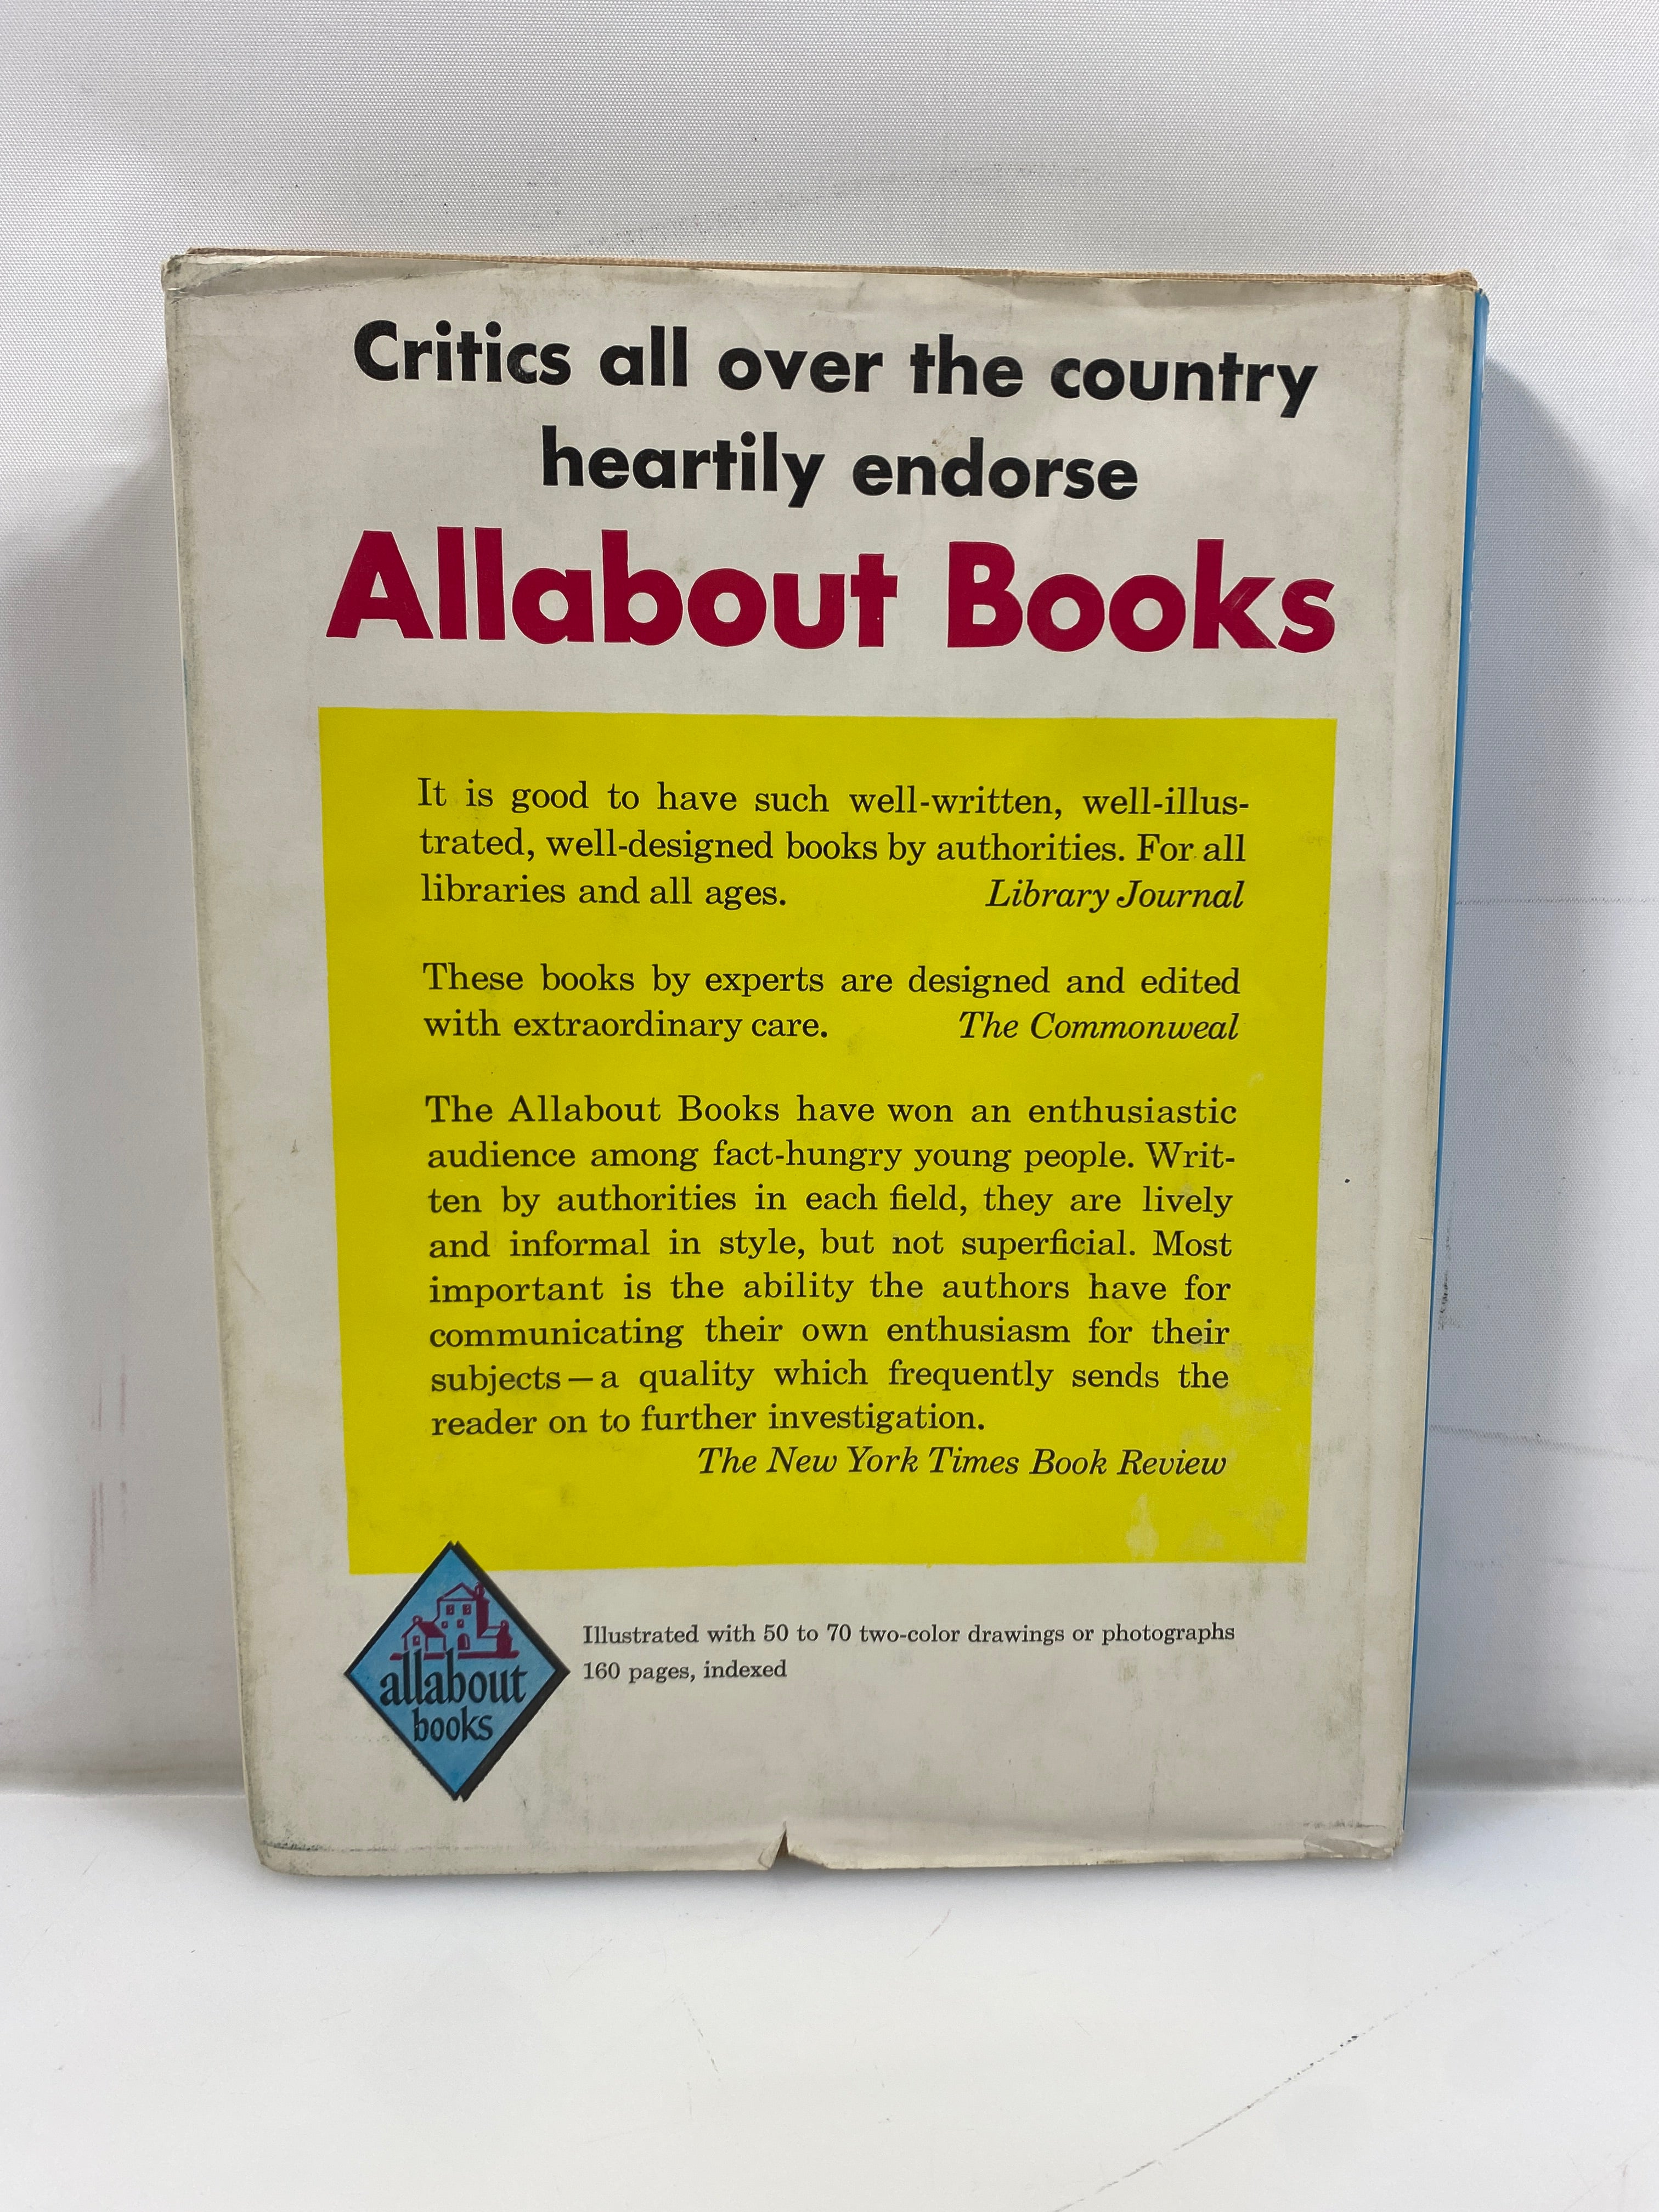 Critics all over the country
heartily endorse
Allabout Books
It is good to have such well-written, well-illus-
trated, well-designed books by authorities. For all
libraries and all ages. Library Journal
These books by experts are designed and edited
with extraordinary care. The Commonweal
The Allabout Books have won an enthusiastic
audience among fact-hungry young people. Writ-
ten by authorities in each field, they are lively
and informal in style, but not superficial. Most
important is the ability the authors have for
communicating their own enthusiasm for their
subjects — a quality which frequently sends the
reader on to further investigation.
The New York Times Book Review
allabout
books
Illustrated with 50 to 70 two-color drawings or photographs
160 pages, indexed